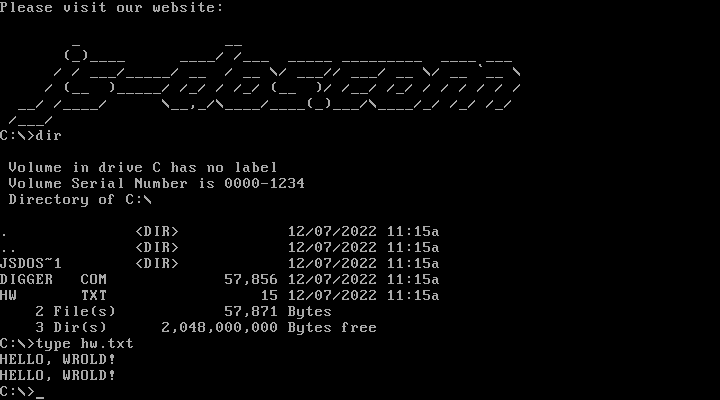 Please visit our website:
js-dos.com
C:\>dir
Volume in drive C has no label
Volume Serial Number is 0000-1234
Directory of C:\
. <DIR> 12/07/2022 11:15a
.. <DIR> 12/07/2022 11:15a
JSDOS~1 <DIR> 12/07/2022 11:15a
DIGGER COM 57,856 12/07/2022 11:15a
HW TXT 15 12/07/2022 11:15a
2 File(s) 57,871 Bytes
3 Dir(s) 2,048,000,000 Bytes free
C:\>type hw.txt
HELLO, WROLD!
HELLO, WROLD!
C:\>_